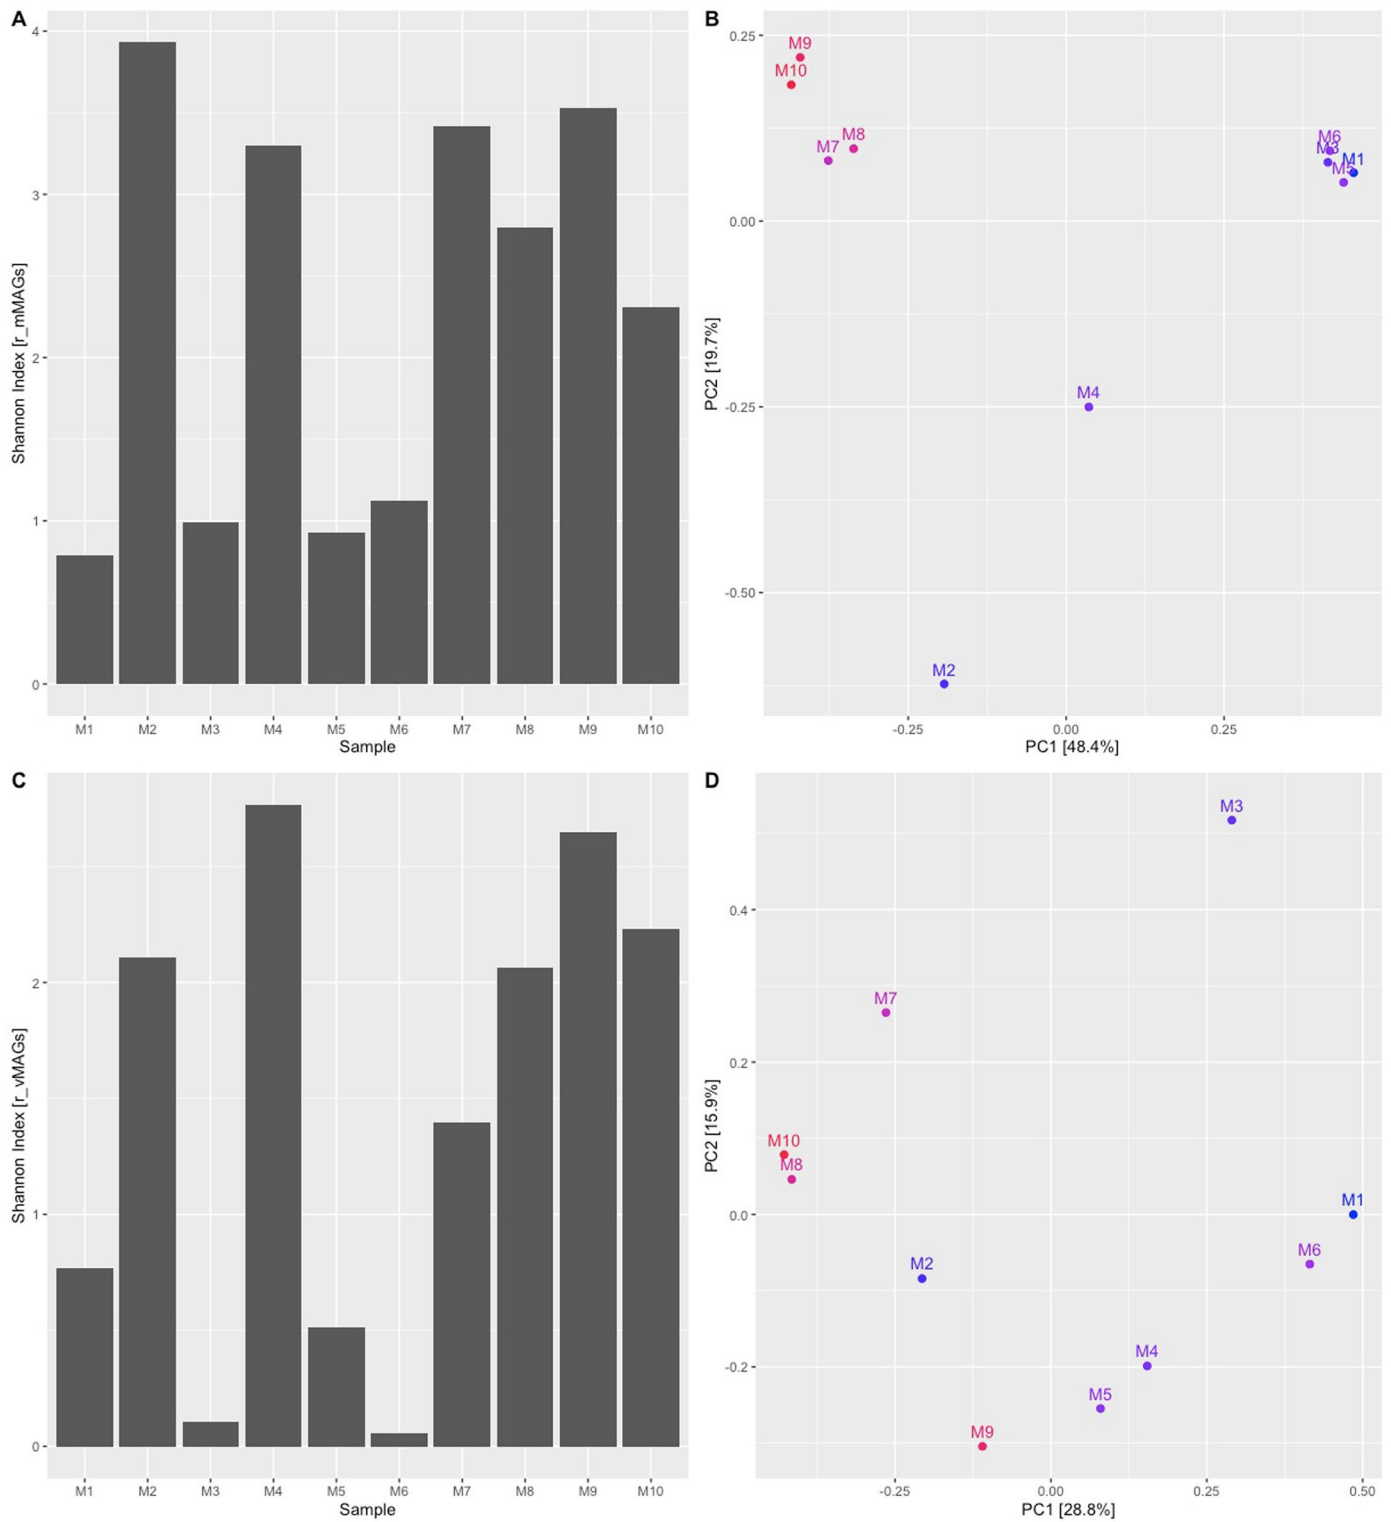 A
Shannon Index [r_mMAGs]
4
3
2
1
0
M1 M2 M3 M4 M5 M6 M7 M8 M9 M10
Sample
B
PC2 [19.7%]
0.25
0.00
-0.25
-0.50
M9
M10
M8
M7
M6
M3
M1
M5
M4
M2
-0.25 0.00 0.25
PC1 [48.4%]
C
Shannon Index [r_vMAGs]
2
1
0
M1 M2 M3 M4 M5 M6 M7 M8 M9 M10
Sample
D
PC2 [15.9%]
0.4
0.2
0.0
-0.2
M3
M7
M10
M8
M1
M6
M2
M4
M5
M9
-0.25 0.00 0.25 0.50
PC1 [28.8%]